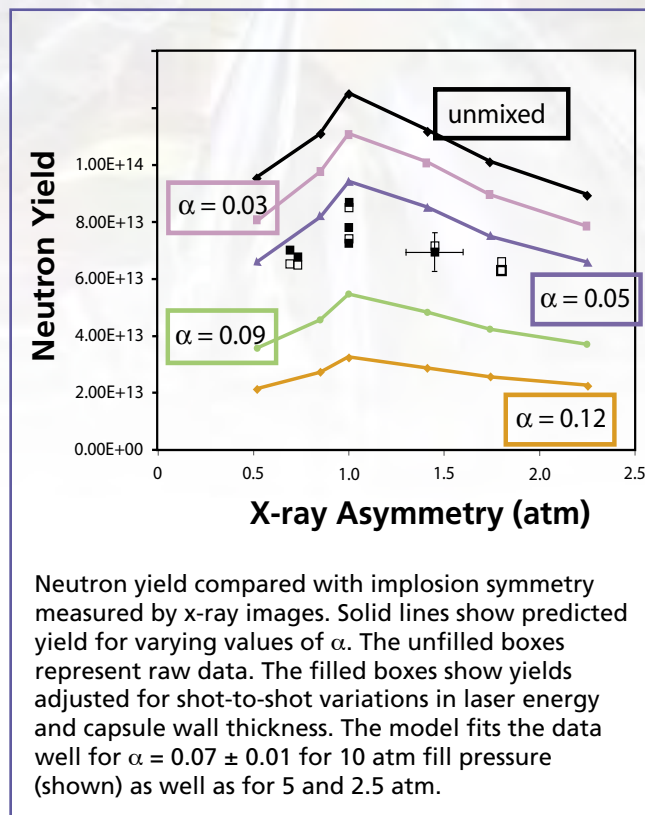 unmixed
1.00E+14
α = 0.03
8.00E+13
6.00E+13
α = 0.05
α = 0.09
4.00E+13
2.00E+13
α = 0.12
0.00E+00
Neutron Yield
0 0.5 1.0 1.5 2.0 2.5
X-ray Asymmetry (atm)
Neutron yield compared with implosion symmetry
measured by x-ray images. Solid lines show predicted
yield for varying values of α. The unfilled boxes
represent raw data. The filled boxes show yields
adjusted for shot-to-shot variations in laser energy
and capsule wall thickness. The model fits the data
well for α = 0.07 ± 0.01 for 10 atm fill pressure
(shown) as well as for 5 and 2.5 atm.